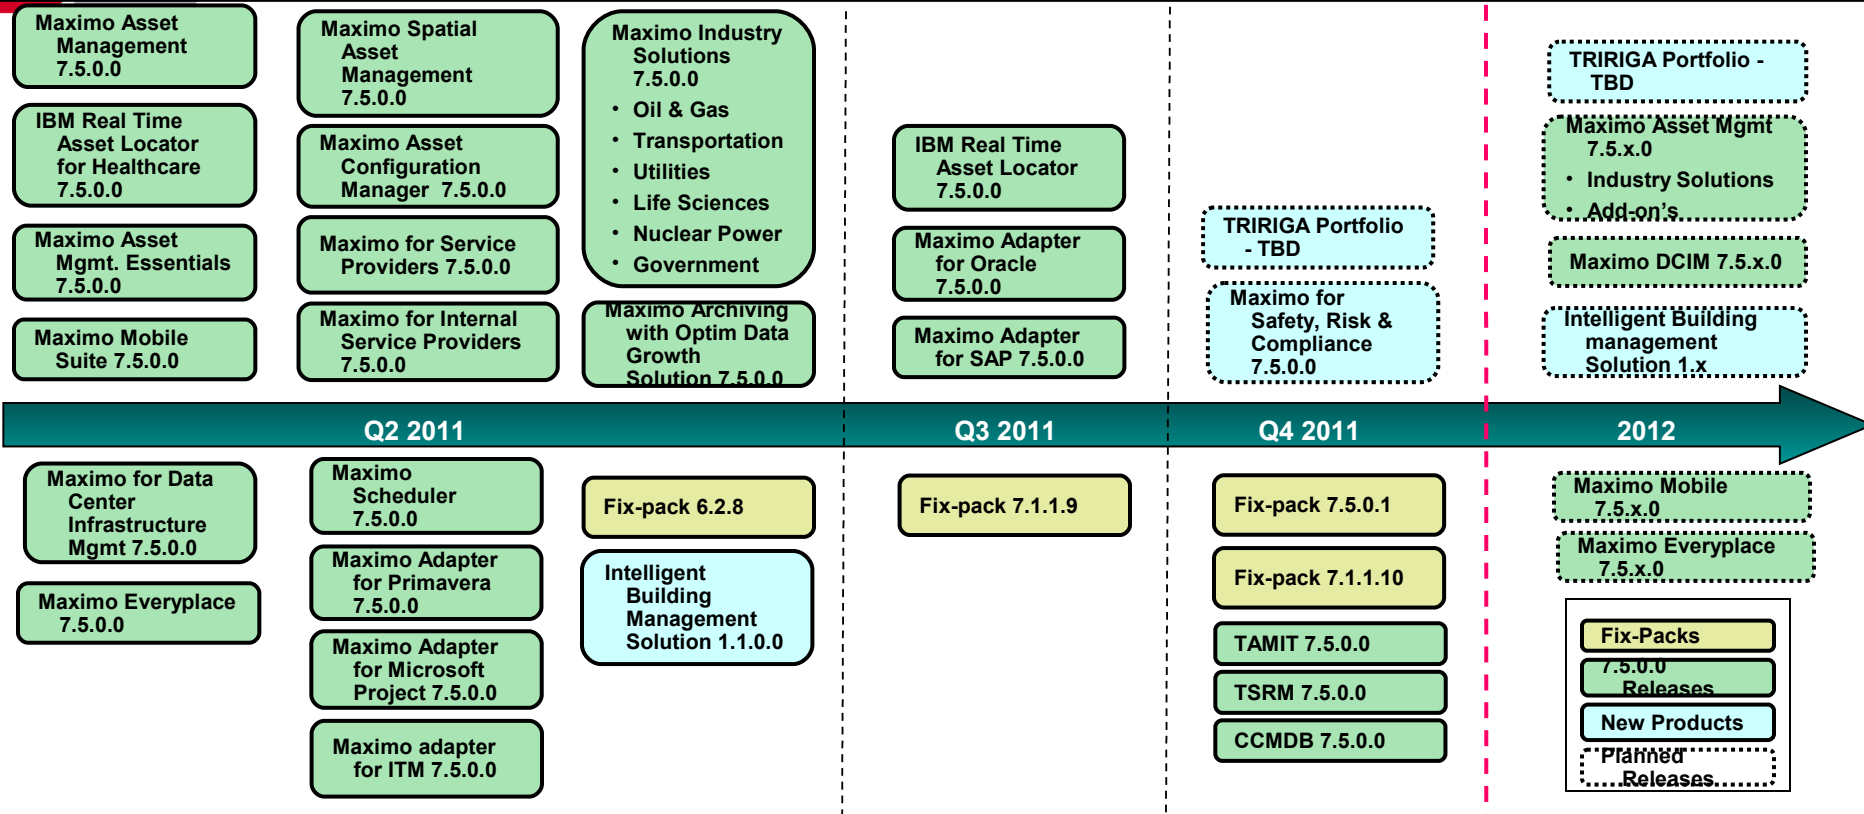 Maximo Asset
Management
7.5.0.0
IBM Real Time
Asset Locator
for Healthcare
7.5.0.0
Maximo Asset
Mgmt. Essentials
7.5.0.0
Maximo Mobile
Suite 7.5.0.0
Maximo Spatial
Asset
Management
7.5.0.0
Maximo Asset
Configuration
Manager 7.5.0.0
Maximo for Service
Providers 7.5.0.0
Maximo for Internal
Service Providers
7.5.0.0
Maximo Industry
Solutions
7.5.0.0
• Oil & Gas
• Transportation
• Utilities
• Life Sciences
• Nuclear Power
• Government
Maximo Archiving
with Optim Data
Growth
Solution 7.5.0.0
IBM Real Time
Asset Locator
7.5.0.0
Maximo Adapter
for Oracle
7.5.0.0
Maximo Adapter
for SAP 7.5.0.0
TRIRIGA Portfolio
- TBD
Maximo for
Safety, Risk &
Compliance
7.5.0.0
TRIRIGA Portfolio -
TBD
Maximo Asset Mgmt
7.5.x.0
• Industry Solutions
• Add-on's
Maximo DCIM 7.5.x.0
Intelligent Building
management
Solution 1.x
Q2 2011
Q3 2011
Q4 2011
2012
Maximo for Data
Center
Infrastructure
Mgmt 7.5.0.0
Maximo Everyplace
7.5.0.0
Maximo
Scheduler
7.5.0.0
Maximo Adapter
for Primavera
7.5.0.0
Maximo Adapter
for Microsoft
Project 7.5.0.0
Maximo adapter
for ITM 7.5.0.0
Fix-pack 6.2.8
Intelligent
Building
Management
Solution 1.1.0.0
Fix-pack 7.1.1.9
Fix-pack 7.5.0.1
Fix-pack 7.1.1.10
TAMIT 7.5.0.0
TSRM 7.5.0.0
CCMDB 7.5.0.0
Maximo Mobile
7.5.x.0
Maximo Everyplace
7.5.x.0
Fix-Packs
7.5.0.0
Releases
New Products
Planned
Releases